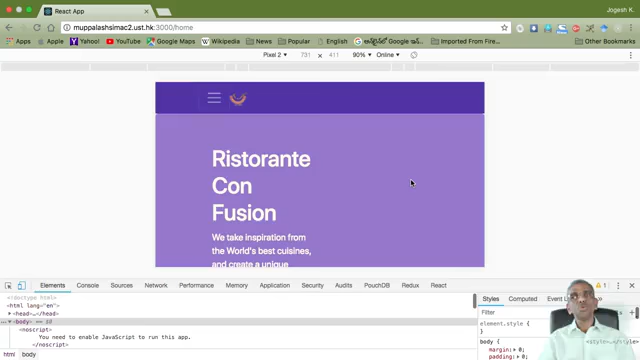 React App
Jogesh K.
muppalashsimac2.ust.hk:3000/home
Apps Apple Yahoo! YouTube Google Maps Wikipedia News Popular English Imported From Fire... Other Bookmarks
Pixel 2 731 × 411 90% Online
Ristorante
Con
Fusion
We take inspiration from
the World's best cuisines,
and create a unique
Elements Console Sources Network Performance Memory Application Security Audits PouchDB Redux React 1
<!doctype html>
<html lang="en">
<head>…</head>
<body> == $0
<noscript>
You need to enable JavaScript to run this app.
html body
Styles Computed Event Lis
Filter
element.style {
}
body { <style>…</style>
margin: 0;
padding: 0;